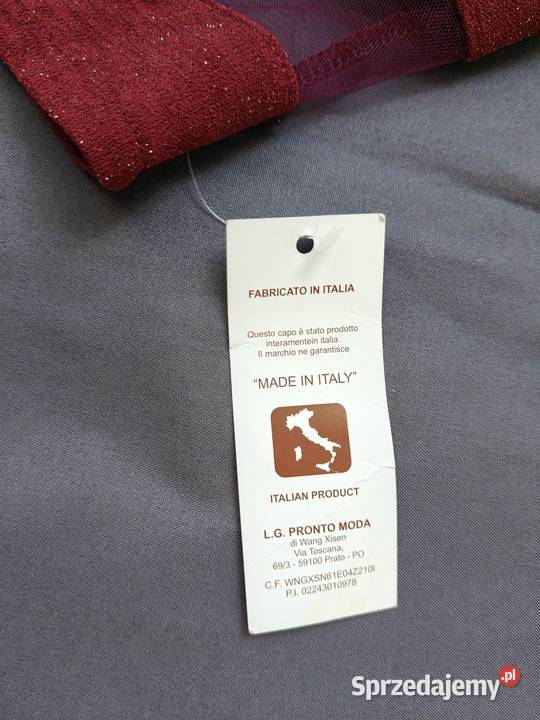 FABRICATO IN ITALIA
Questo capo è stato prodotto
interamentein italia.
Il marchio ne garantisce
“MADE IN ITALY”
ITALIAN PRODUCT
L.G. PRONTO MODA
di Wang Xisen
Via Toscana,
69/3 - 59100 Prato - PO
C.F. WNGXSN61E04Z210I
P.I. 02243010978
Sprzedajemy.pl